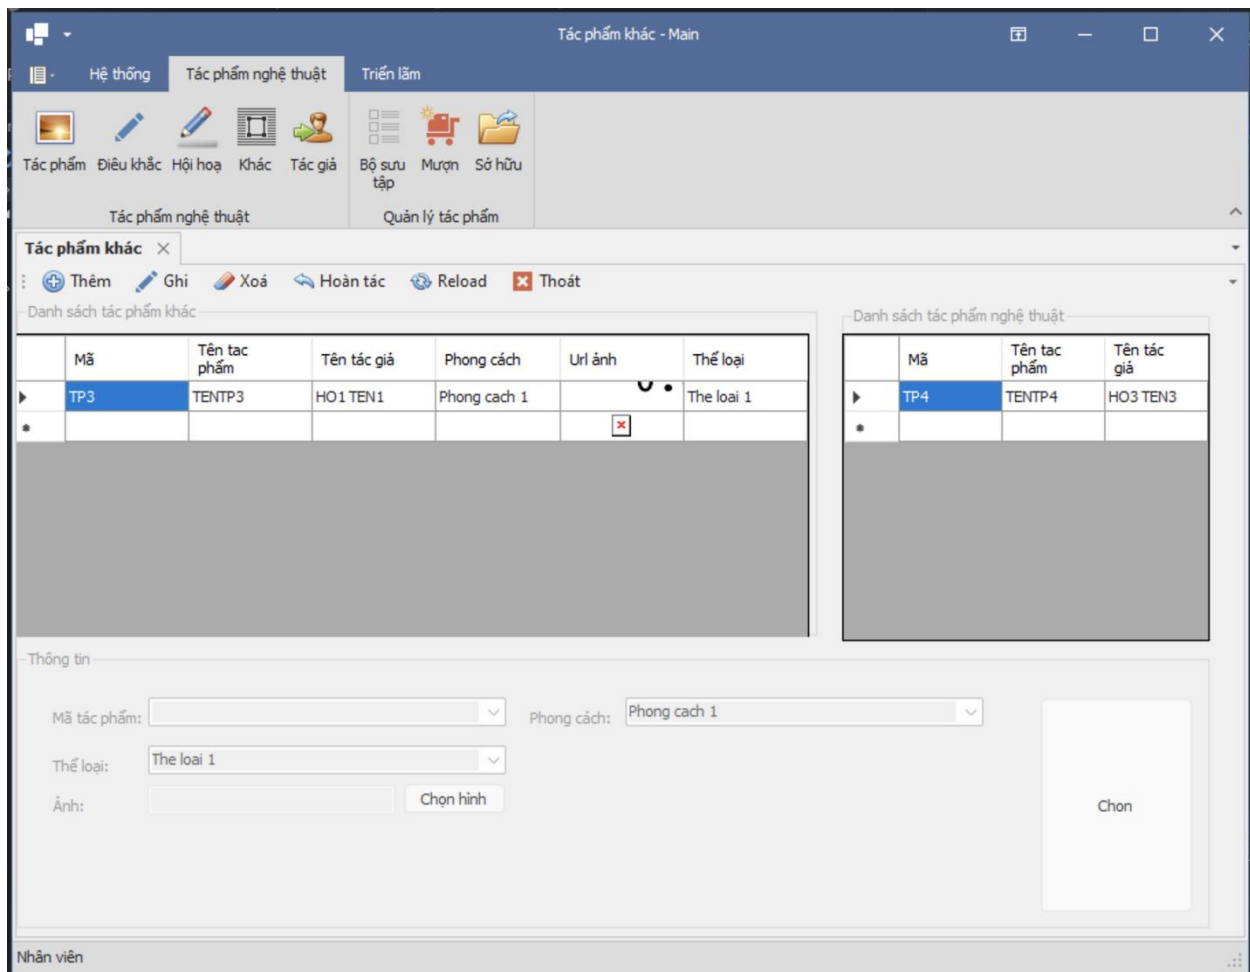 Tác phẩm khác - Main
Hệ thống Tác phẩm nghệ thuật Triển lãm
Tác phẩm Điêu khắc Hội hoạ Khác Tác giả Bộ sưu tập Mượn Sở hữu
Tác phẩm nghệ thuật Quản lý tác phẩm
Tác phẩm khác
Thêm Ghi Xoá Hoàn tác Reload Thoát
Danh sách tác phẩm khác
Mã Tên tac phẩm Tên tác giả Phong cách Url ảnh Thể loại
TP3 TENTP3 HO1 TEN1 Phong cach 1 The loai 1
Danh sách tác phẩm nghệ thuật
Mã Tên tac phẩm Tên tác giả
TP4 TENTP4 HO3 TEN3
Thông tin
Mã tác phẩm: Phong cách: Phong cach 1
Thể loại: The loai 1
Ảnh: Chọn hình
Chon
Nhân viên